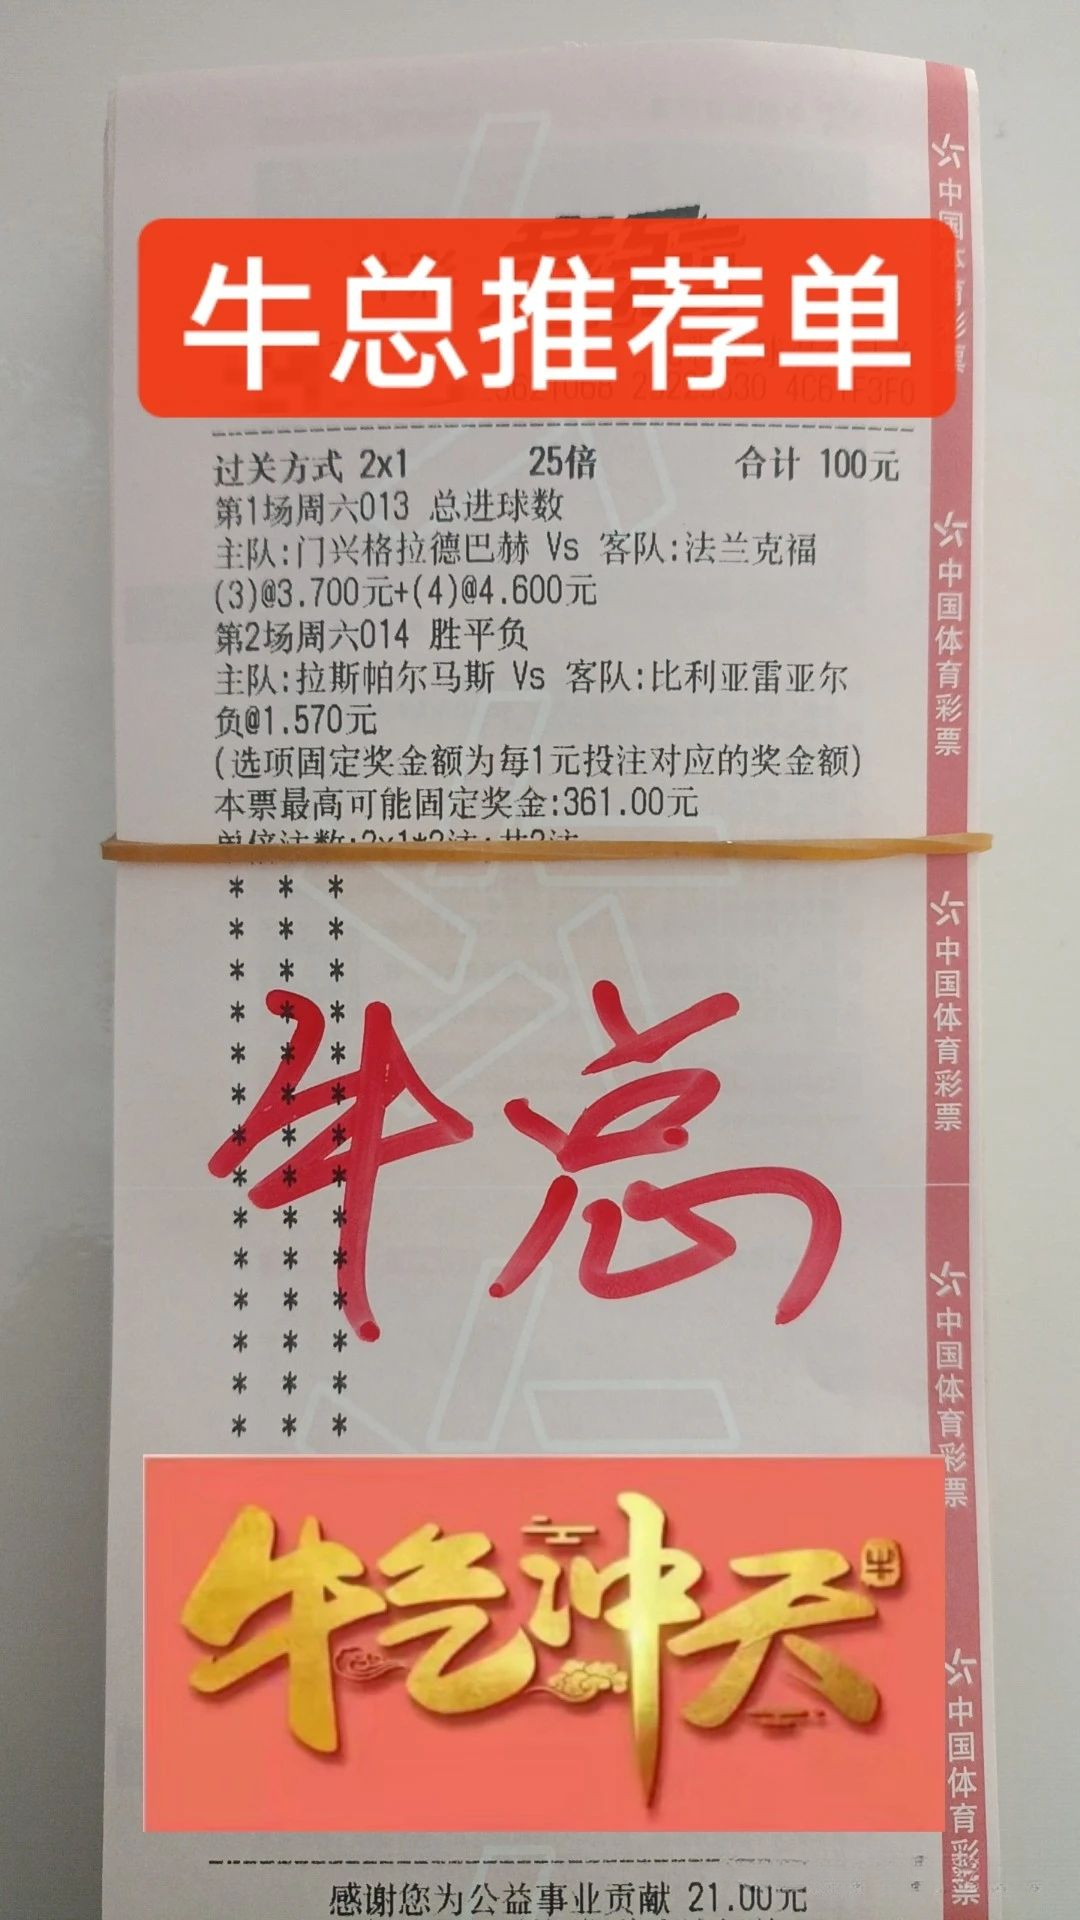 牛总推荐单
过关方式 2x1 25倍 合计 100元
第1场周六013 总进球数
主队:门兴格拉德巴赫 Vs 客队:法兰克福
(3)@3.700元+(4)@4.600元
第2场周六014 胜平负
主队:拉斯帕尔马斯 Vs 客队:比利亚雷亚尔
负@1.570元
(选项固定奖金额为每1元投注对应的奖金额)
本票最高可能固定奖金:361.00元
* * *
* * *
* * *
* * *
* * *
* * *
* * *
* * *
* * *
* * *
* * *
* * *
* * *
* * *
牛总
牛气冲天
牛
感谢您为公益事业贡献 21.00元
中国体育彩票
中国体育彩票
中国体育彩票
中国体育彩票
中国体育彩票